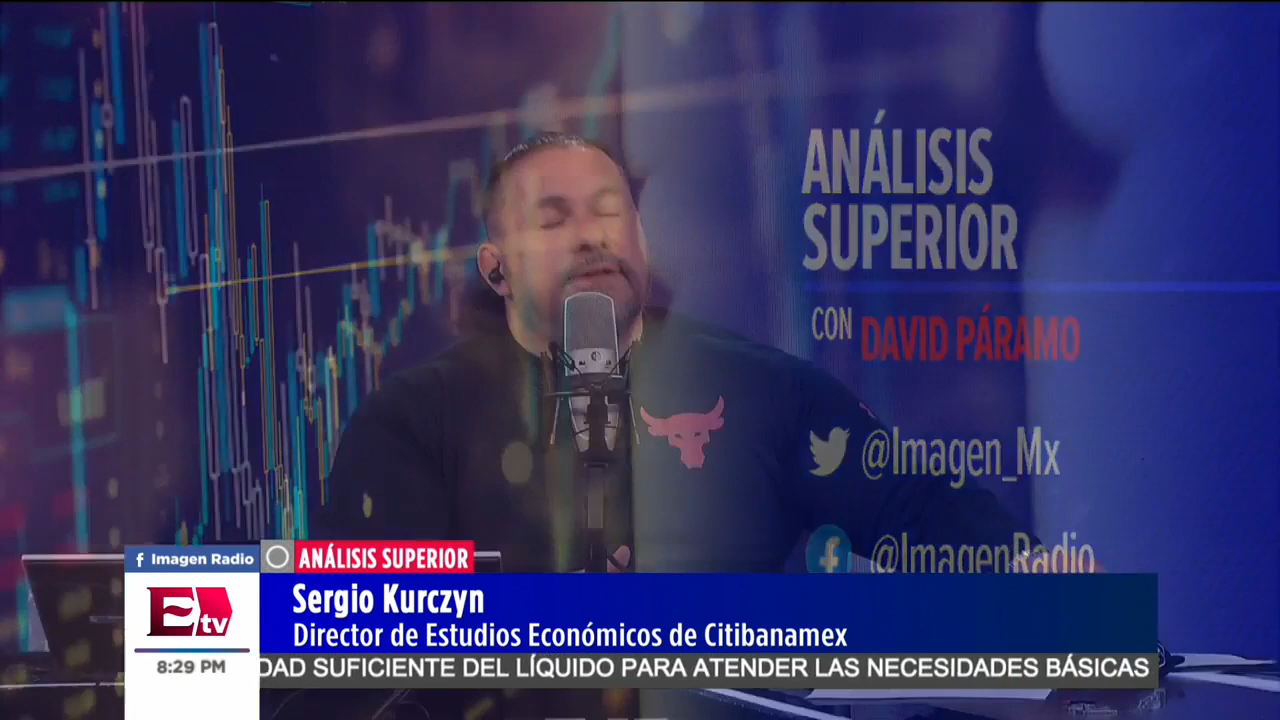 ANÁLISIS
SUPERIOR
CON DAVID PÁRAMO
@Imagen_Mx
@ImagenRadio
Imagen Radio
ANÁLISIS SUPERIOR
Sergio Kurczyn
Director de Estudios Económicos de Citibanamex
Etv
8:29 PM
DAD SUFICIENTE DEL LÍQUIDO PARA ATENDER LAS NECESIDADES BÁSICAS